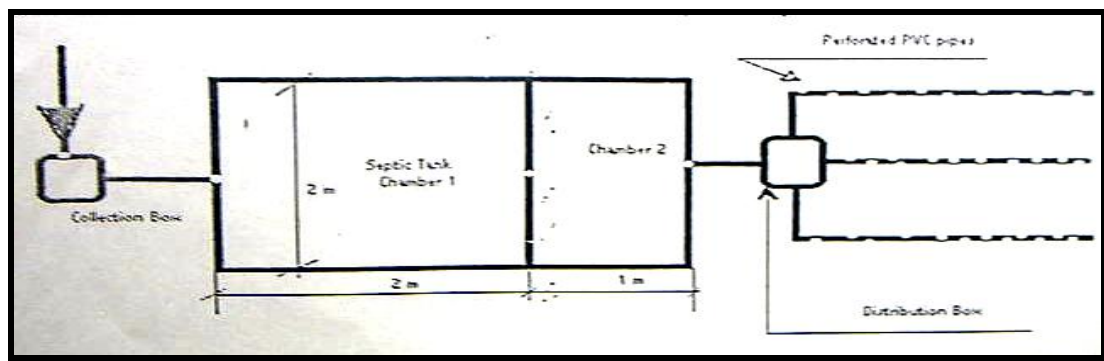 Perforated PVC pipes
Septic Tank
Chamber 1
Chamber 2
2 m
Collection Box
2 m
1 m
Distribution Box